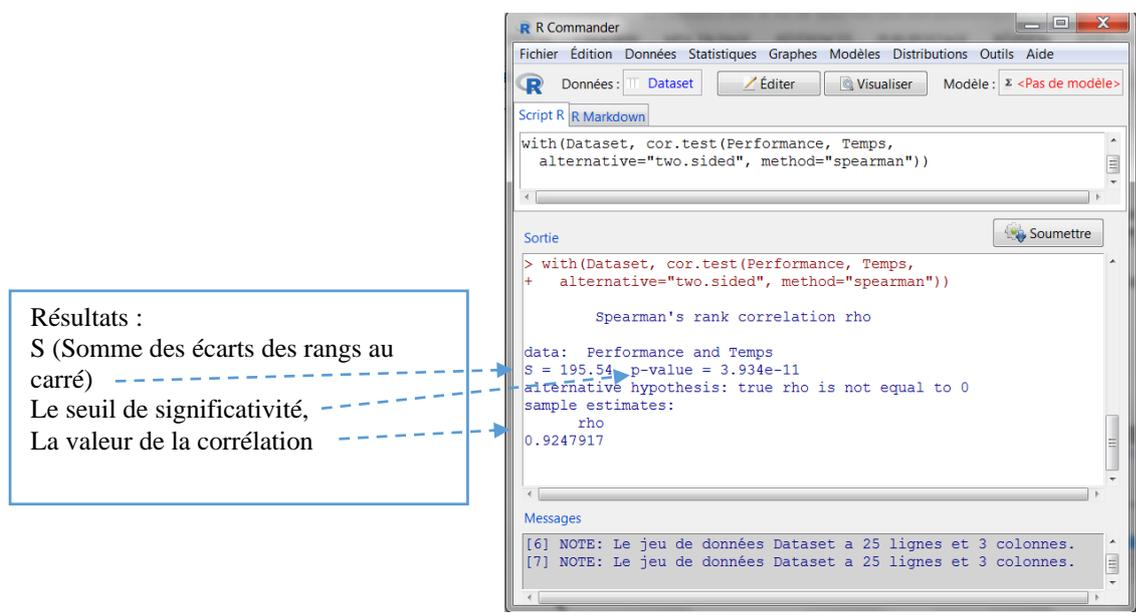 R Commander
Fichier Édition Données Statistiques Graphes Modèles Distributions Outils Aide
Données : Dataset Éditer Visualiser Modèle : Σ <Pas de modèle>
Script R R Markdown
with(Dataset, cor.test(Performance, Temps,
alternative="two.sided", method="spearman"))
Soumettre
Sortie
> with(Dataset, cor.test(Performance, Temps,
+ alternative="two.sided", method="spearman"))
Spearman's rank correlation rho
data: Performance and Temps
S = 195.54, p-value = 3.934e-11
alternative hypothesis: true rho is not equal to 0
sample estimates:
rho
0.9247917
Messages
[6] NOTE: Le jeu de données Dataset a 25 lignes et 3 colonnes.
[7] NOTE: Le jeu de données Dataset a 25 lignes et 3 colonnes.
Résultats :
S (Somme des écarts des rangs au
carré)
Le seuil de significativité,
La valeur de la corrélation